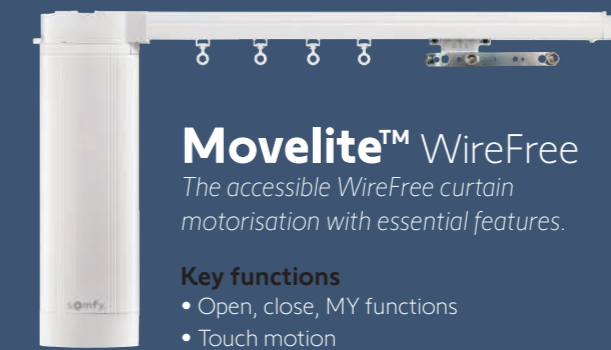 Movelite™ WireFree
The accessible WireFree curtain
motorisation with essential features.
Key functions
• Open, close, MY functions
• Touch motion
somfy